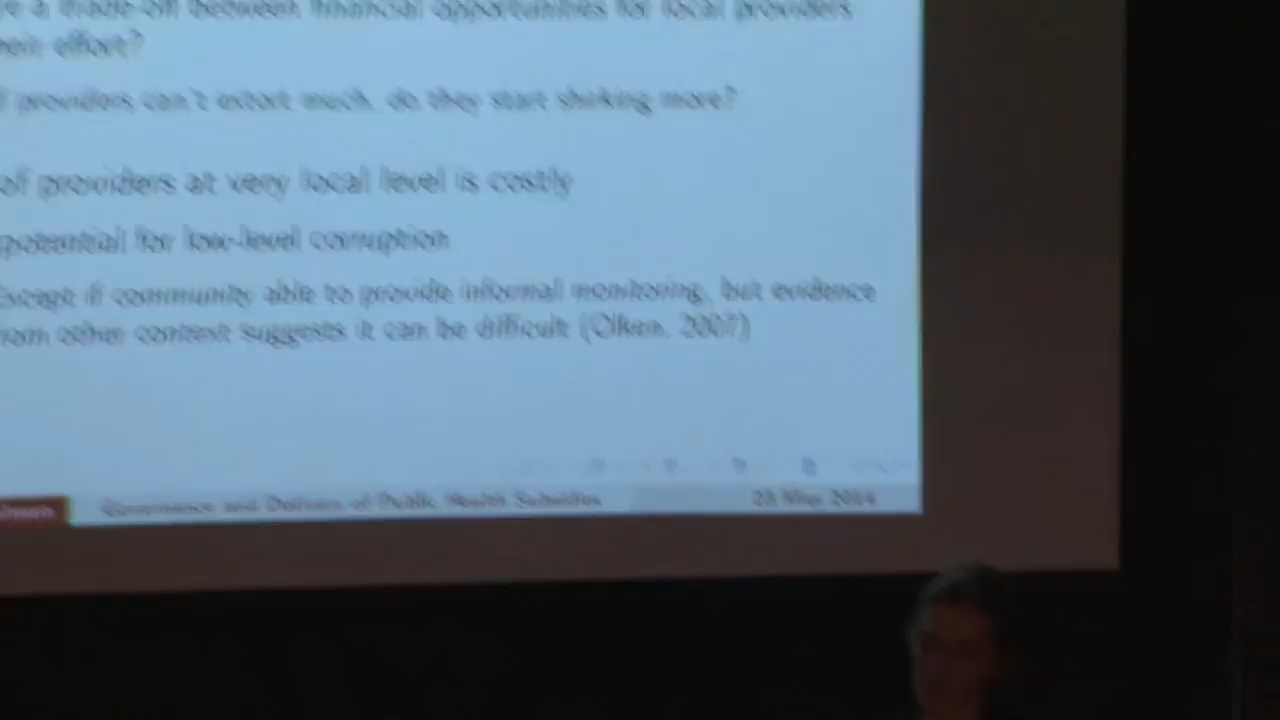 a trade-off between financial opportunities for local providers
their effort?
f providers can't extort much, do they start shirking more?
of providers at very local level is costly
potential for low-level corruption
Except if community able to provide informal monitoring, but evidence
from other context suggests it can be difficult (Olken, 2007)
Governance and Delivery of Public Health Subsidies
23 May 2014